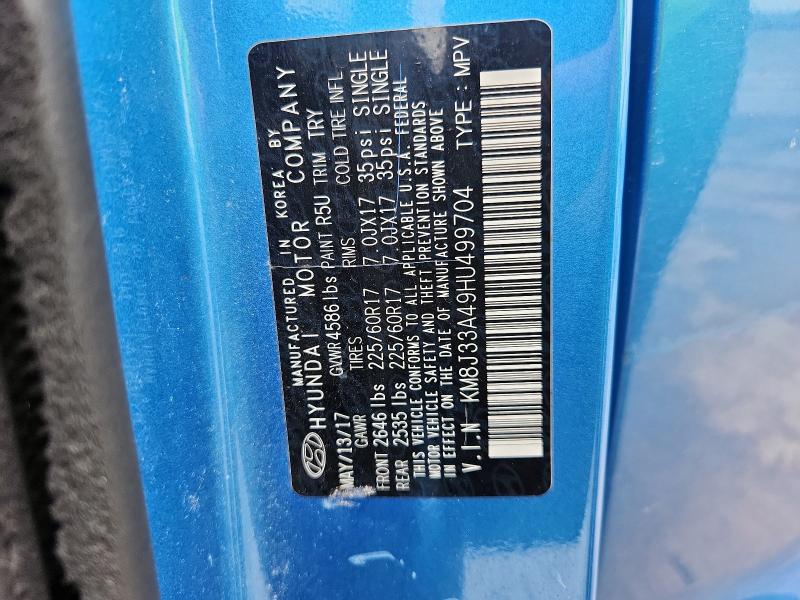 MANUFACTURED IN KOREA BY
HYUNDAI MOTOR COMPANY
MAY/13/17 GVWR 4586lbs PAINT R5U TRIM TRY
GAWR TIRES RIMS COLD TIRE INFL
FRONT 2646 lbs 225/60R17 7.0JX17 35psi SINGLE
REAR 2535 lbs 225/60R17 7.0JX17 35psi SINGLE
THIS VEHICLE CONFORMS TO ALL APPLICABLE U.S.A. FEDERAL
MOTOR VEHICLE SAFETY AND THEFT PREVENTION STANDARDS
IN EFFECT ON THE DATE OF MANUFACTURE SHOWN ABOVE
V.I.N KM8J33A49HU499704 TYPE : MPV